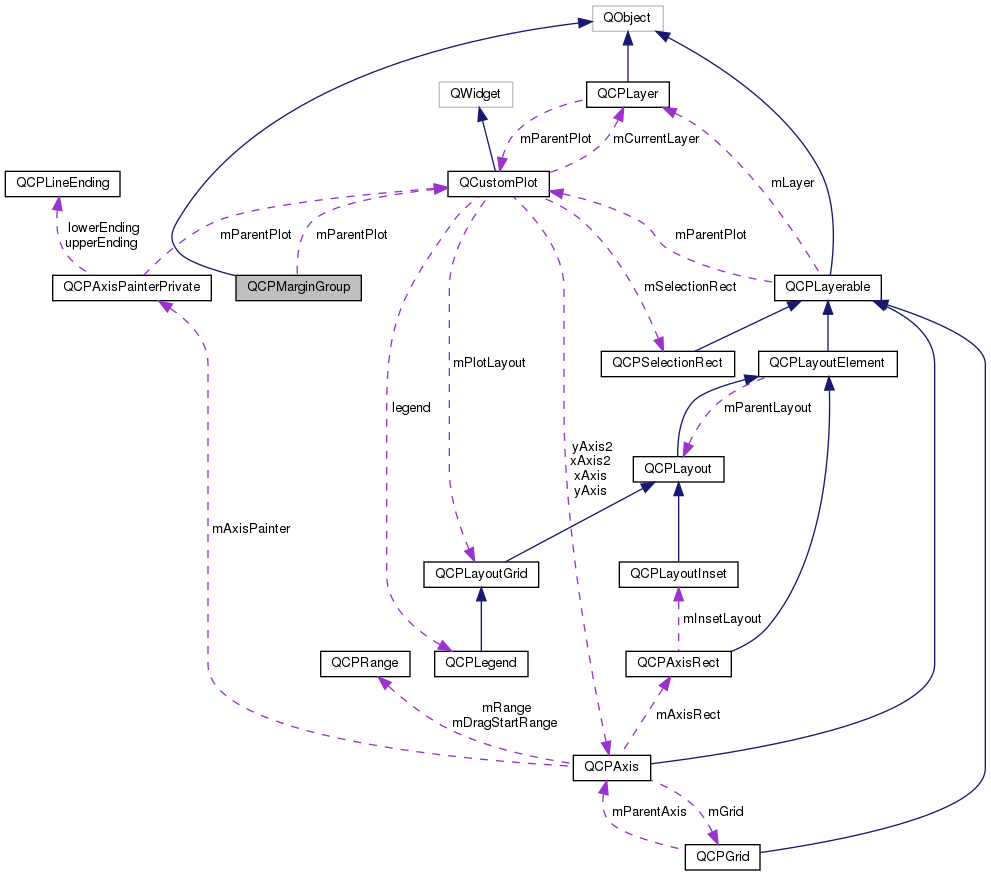 QObject
QWidget
QCPLayer
mParentPlot
mCurrentLayer
QCPLineEnding
QCustomPlot
mLayer
lowerEnding
upperEnding
mParentPlot
mParentPlot
mParentPlot
QCPAxisPainterPrivate
QCPMarginGroup
mSelectionRect
QCPLayerable
mPlotLayout
QCPSelectionRect
QCPLayoutElement
legend
mParentLayout
yAxis2
xAxis2
xAxis
yAxis
QCPLayout
mAxisPainter
QCPLayoutGrid
QCPLayoutInset
mInsetLayout
QCPRange
QCPLegend
QCPAxisRect
mRange
mDragStartRange
mAxisRect
QCPAxis
mParentAxis
mGrid
QCPGrid